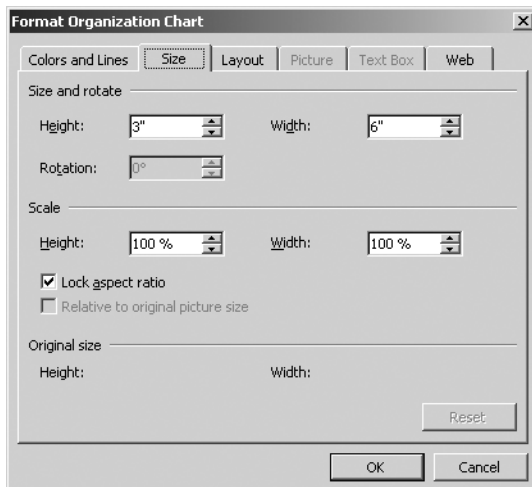 Format Organization Chart
Colors and Lines Size Layout Picture Text Box Web
Size and rotate
Height: 3" Width: 6"
Rotation: 0°
Scale
Height: 100 % Width: 100 %
Lock aspect ratio
Relative to original picture size
Original size
Height: Width:
Reset
OK Cancel